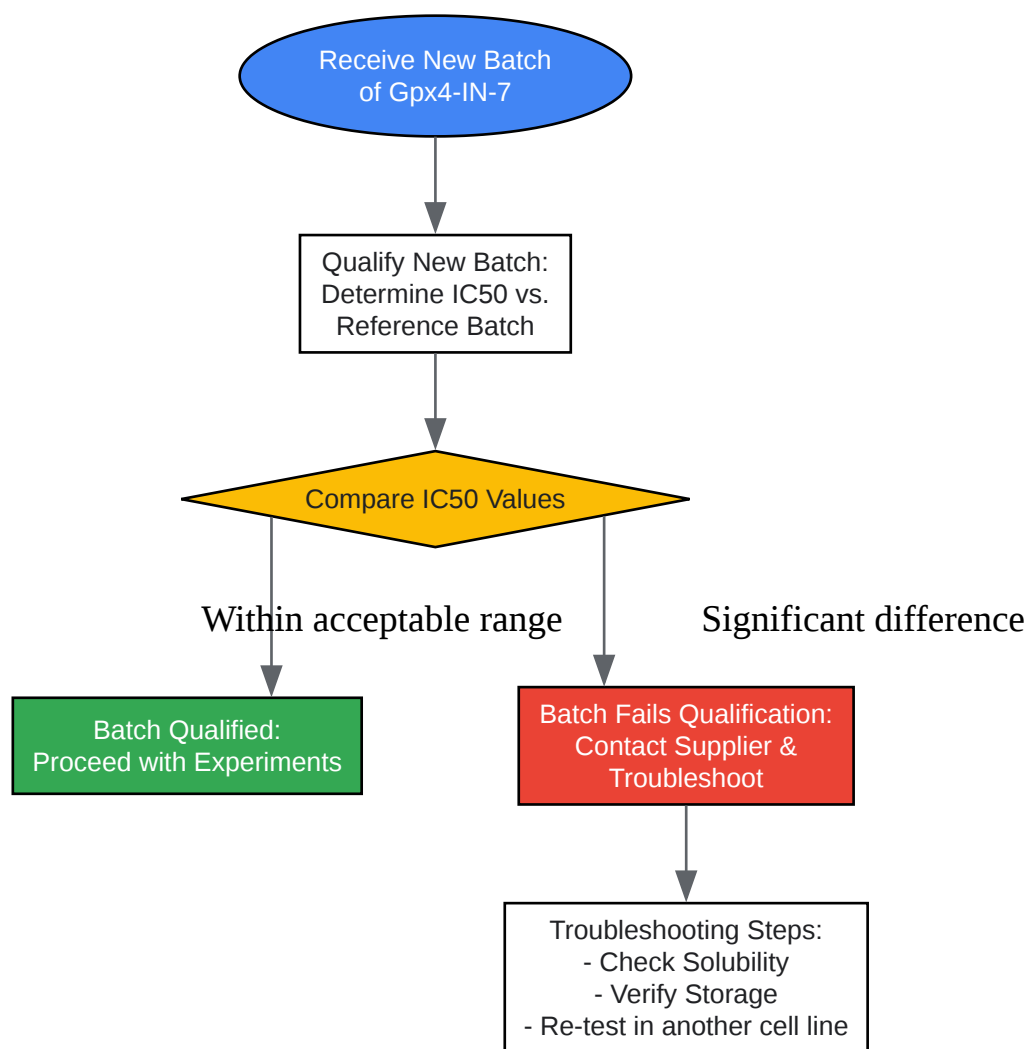 Receive New Batch
of Gpx4-IN-7
Qualify New Batch:
Determine IC50 vs.
Reference Batch
Compare IC50 Values
Within acceptable range
Significant difference
Batch Qualified:
Proceed with Experiments
Batch Fails Qualification:
Contact Supplier &
Troubleshoot
Troubleshooting Steps:
- Check Solubility
- Verify Storage
- Re-test in another cell line